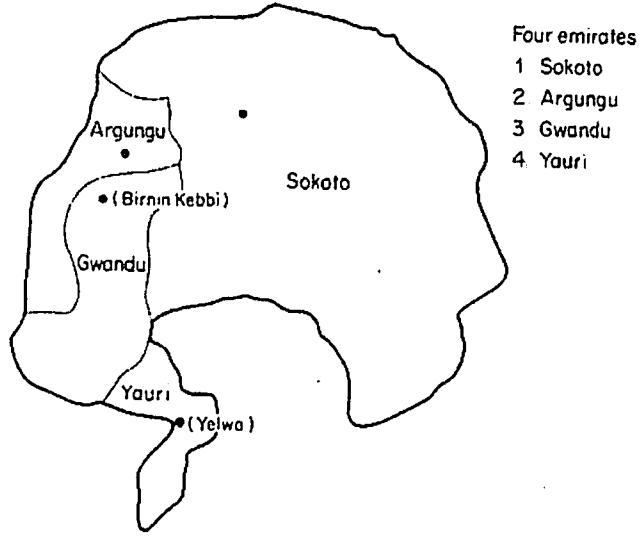 Four emirates
1 Sokoto
2 Argungu
3 Gwandu
4 Yauri
Argungu
Sokoto
(Birnin Kebbi)
Gwandu
Yauri
(Yelwa)